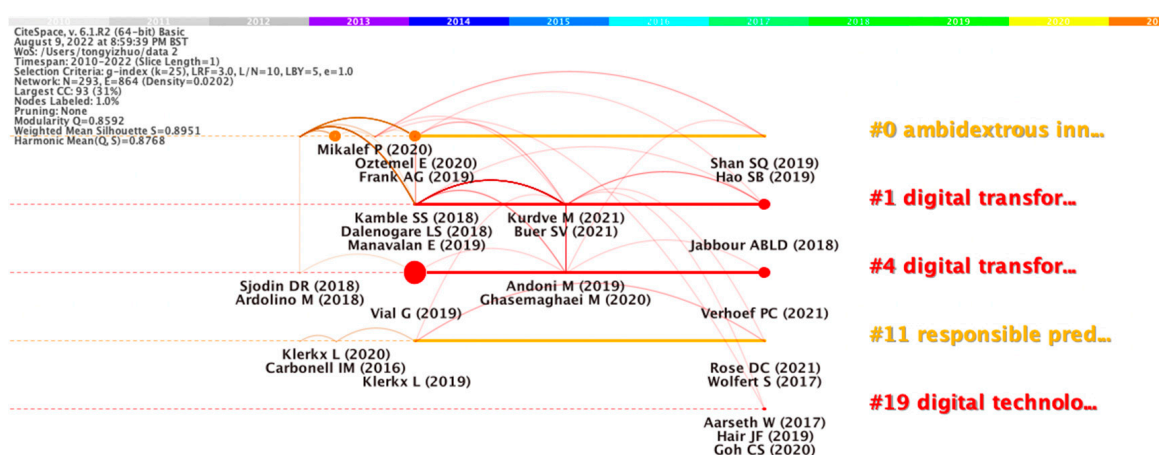 2010 2011 2012 2013 2014 2015 2016 2017 2018 2019 2020
CiteSpace, v. 6.1.R2 (64-bit) Basic
August 9, 2022 at 8:59:39 PM BST
WoS: /Users/tongyizhuo/data 2
Timespan: 2010-2022 (Slice Length=1)
Selection Criteria: g-index (k=25), LRF=3.0, L/N=10, LBY=5, e=1.0
Network: N=293, E=864 (Density=0.0202)
Largest CC: 93 (31%)
Nodes Labeled: 1.0%
Pruning: None
Modularity Q=0.8592
Weighted Mean Silhouette S=0.8951
Harmonic Mean(Q, S)=0.8768
#0 ambidextrous inn...
Mikalef P (2020)
Oztemel E (2020)
Frank AG (2019)
Shan SQ (2019)
Hao SB (2019)
#1 digital transfor...
Kamble SS (2018)
Dalenogare LS (2018)
Manavalan E (2019)
Kurdve M (2021)
Buer SV (2021)
Jabbour ABLD (2018)
#4 digital transfor...
Sjodin DR (2018)
Ardolino M (2018)
Vial G (2019)
Andoni M (2019)
Ghasemaghaei M (2020)
Verhoef PC (2021)
#11 responsible pred...
Klerkx L (2020)
Carbonell IM (2016)
Klerkx L (2019)
Rose DC (2021)
Wolfert S (2017)
#19 digital technolo...
Aarseth W (2017)
Hair JF (2019)
Goh CS (2020)